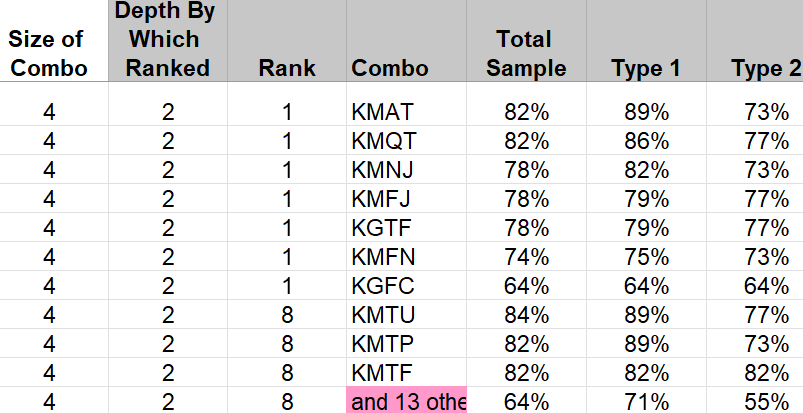 Size of Combo Depth By Which Ranked Rank Combo Total Sample Type 1 Type 2
4 2 1 KMAT 82% 89% 73%
4 2 1 KMQT 82% 86% 77%
4 2 1 KMNJ 78% 82% 73%
4 2 1 KMFJ 78% 79% 77%
4 2 1 KGTF 78% 79% 77%
4 2 1 KMFN 74% 75% 73%
4 2 1 KGFC 64% 64% 64%
4 2 8 KMTU 84% 89% 77%
4 2 8 KMTP 82% 89% 73%
4 2 8 KMTF 82% 82% 82%
4 2 8 and 13 othe 64% 71% 55%